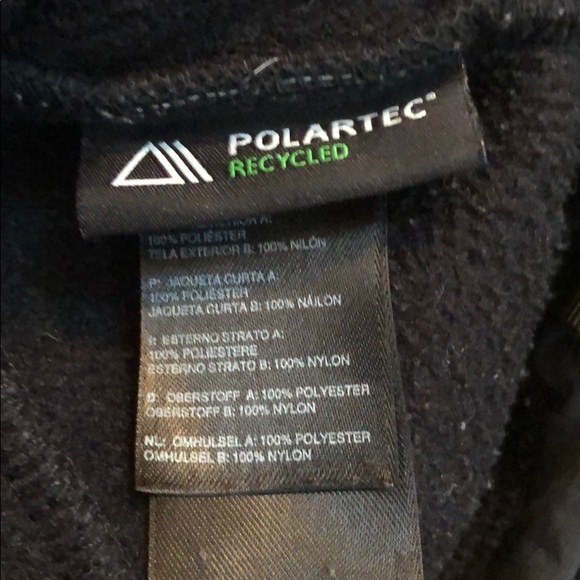 POLARTEC®
RECYCLED
100% POLIÉSTER
TELA EXTERIOR B: 100% NILÓN
P: JAQUETA CURTA A:
100% POLIÉSTER
JAQUETA CURTA B: 100% NÁILON
I: ESTERNO STRATO A:
100% POLIESTERE
ESTERNO STRATO B: 100% NYLON
D: OBERSTOFF A: 100% POLYESTER
OBERSTOFF B: 100% NYLON
NL: OMHULSEL A: 100% POLYESTER
OMHULSEL B: 100% NYLON